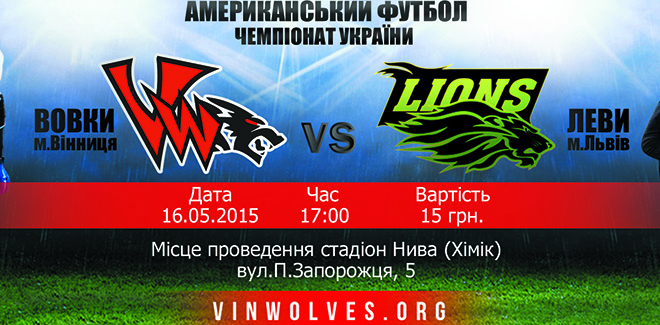 АМЕРИКАНСЬКИЙ ФУТБОЛ
ЧЕМПІОНАТ УКРАЇНИ
ВОВКИ
м.Вінниця
VW
VS
LIONS
ЛЕВИ
м.Львів
Дата Час Вартість
16.05.2015 17:00 15 грн.
Місце проведення стадіон Нива (Хімік)
вул.П.Запорожця, 5
VINWOLVES.ORG